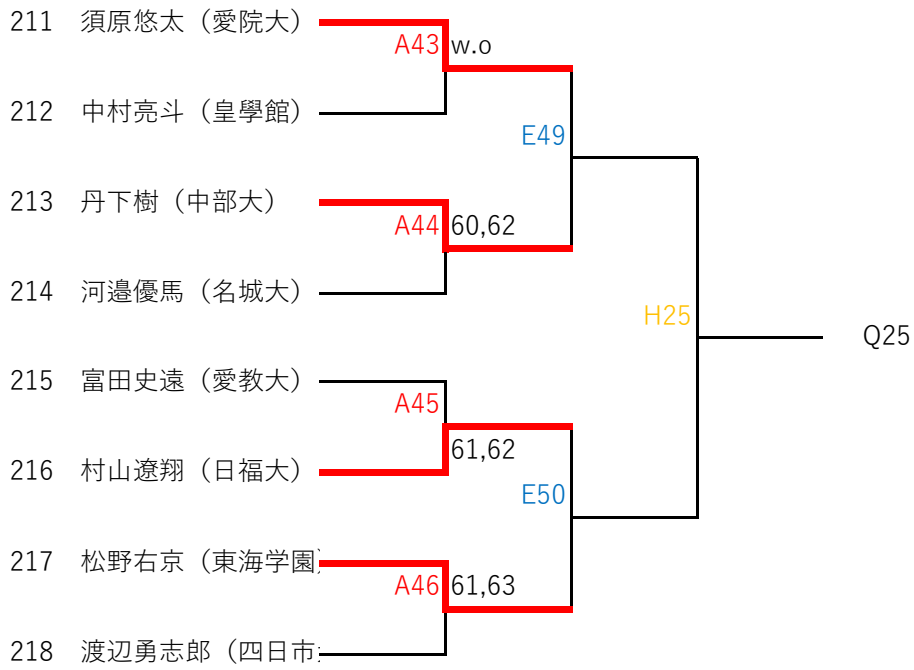 211 須原悠太（愛院大）
A43 w.o
212 中村亮斗（皇學館）
E49
213 丹下樹（中部大）
A44 60,62
214 河邉優馬（名城大）
H25
Q25
215 富田史遠（愛教大）
A45
61,62
216 村山遼翔（日福大）
E50
217 松野右京（東海学園）
A46 61,63
218 渡辺勇志郎（四日市